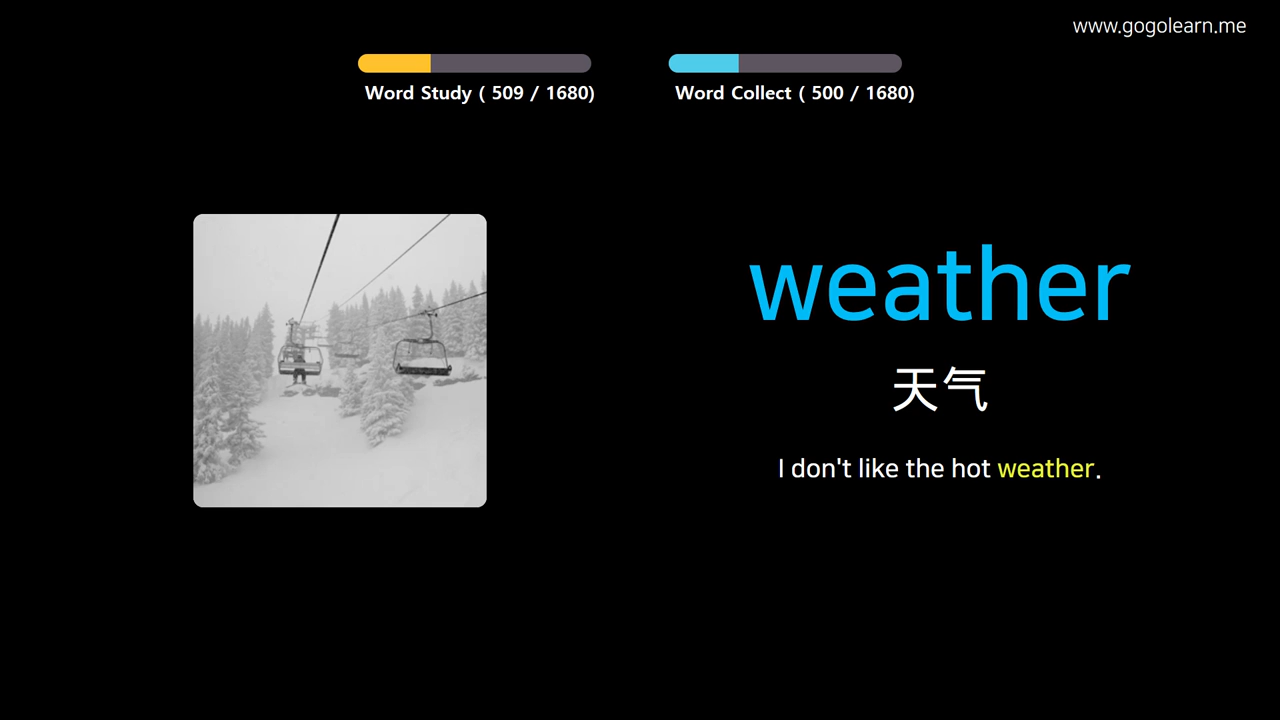 www.gogolearn.me
Word Study ( 509 / 1680)
Word Collect ( 500 / 1680)
weather
天气
I don't like the hot weather.